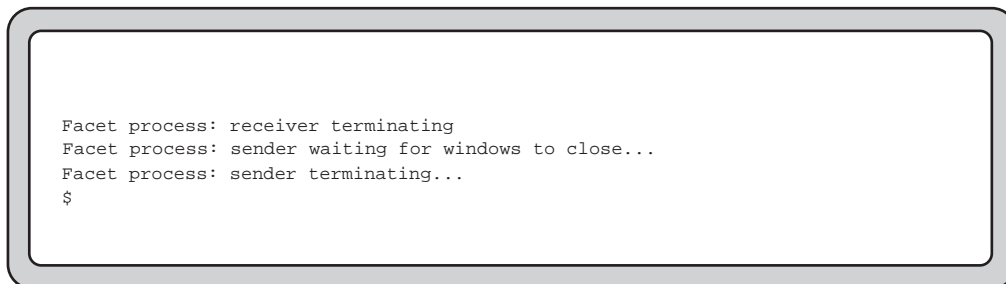 Facet process: receiver terminating
Facet process: sender waiting for windows to close...
Facet process: sender terminating...
$